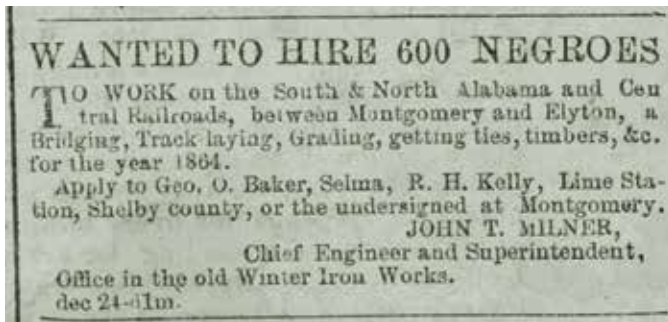 WANTED TO HIRE 600 NEGROES
TO WORK on the South & North Alabama and Cen
tral Railroads, between Montgomery and Elyton, a
Bridging, Track laying, Grading, getting ties, timbers, &c.
for the year 1864.
Apply to Geo. O. Baker, Selma, R. H. Kelly, Lime Sta-
tion, Shelby county, or the undersigned at Montgomery.
JOHN T. MILNER,
Chief Engineer and Superintendent,
Office in the old Winter Iron Works.
dec 24-